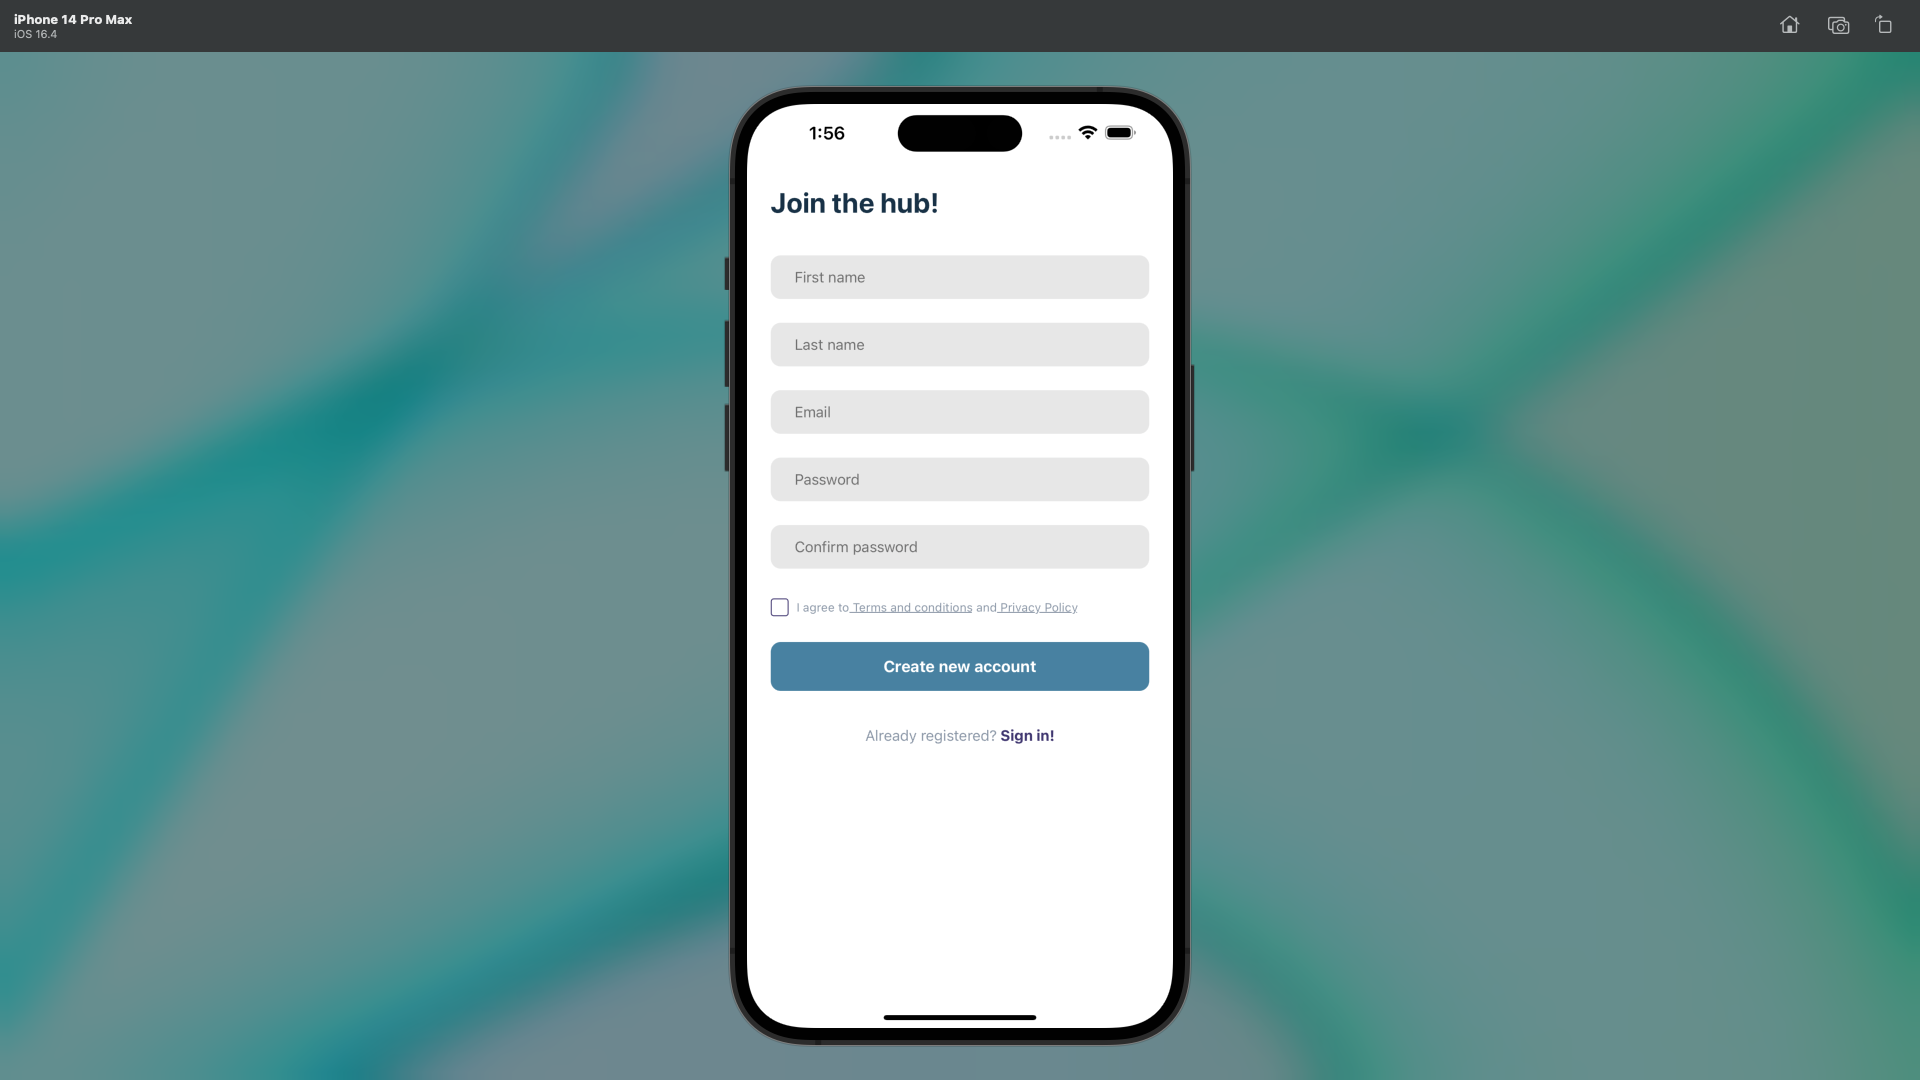 iPhone 14 Pro Max
iOS 16.4
1:56
Join the hub!
First name
Last name
Email
Password
Confirm password
I agree to Terms and conditions and Privacy Policy
Create new account
Already registered? Sign in!